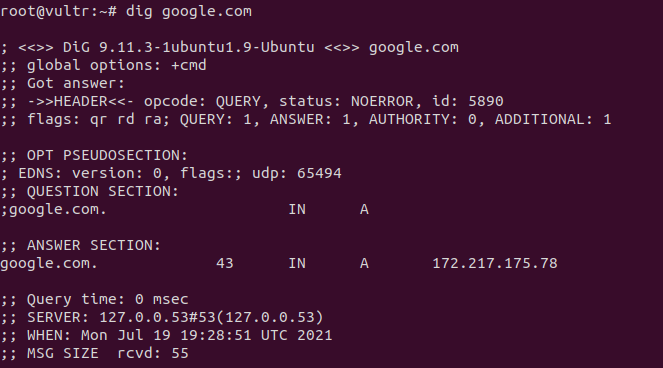 root@vultr:~# dig google.com
; <<>> DiG 9.11.3-1ubuntu1.9-Ubuntu <<>> google.com
;; global options: +cmd
;; Got answer:
;; ->>HEADER<<- opcode: QUERY, status: NOERROR, id: 5890
;; flags: qr rd ra; QUERY: 1, ANSWER: 1, AUTHORITY: 0, ADDITIONAL: 1
;; OPT PSEUDOSECTION:
; EDNS: version: 0, flags:; udp: 65494
;; QUESTION SECTION:
;google.com. IN A
;; ANSWER SECTION:
google.com. 43 IN A 172.217.175.78
;; Query time: 0 msec
;; SERVER: 127.0.0.53#53(127.0.0.53)
;; WHEN: Mon Jul 19 19:28:51 UTC 2021
;; MSG SIZE  rcvd: 55